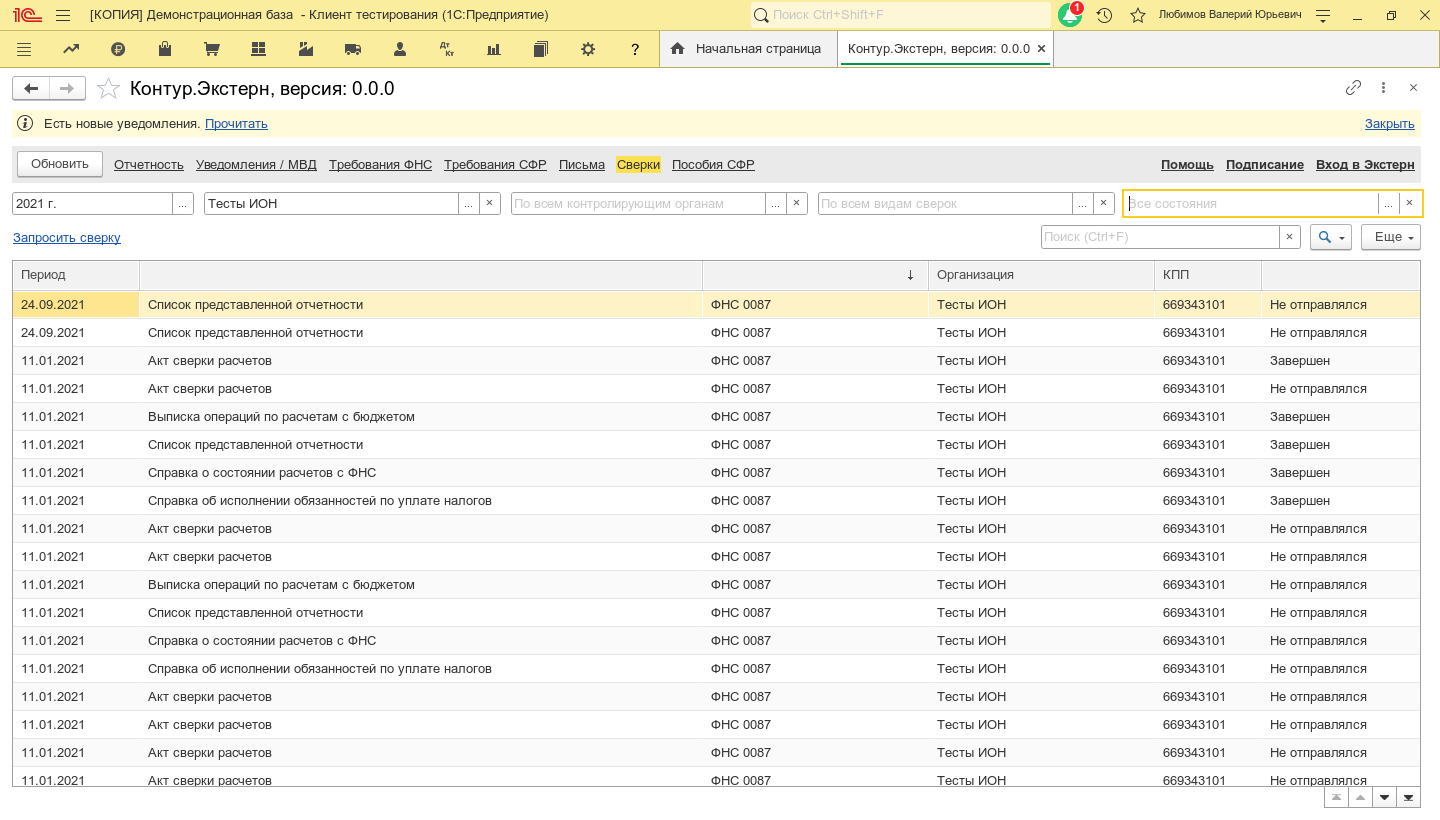 [КОПИЯ] Демонстрационная база - Клиент тестирования (1С:Предприятие) Поиск Ctrl+Shift+F 1 Любимов Валерий Юрьевич
Дт Кт ? Начальная страница Контур.Экстерн, версия: 0.0.0
Контур.Экстерн, версия: 0.0.0
Есть новые уведомления. Прочитать Закрыть
Обновить Отчетность Уведомления / МВД Требования ФНС Требования СФР Письма Сверки Пособия СФР Помощь Подписание Вход в Экстерн
2021 г. ... Тесты ИОН ... По всем контролирующим органам ... По всем видам сверок ... Все состояния ...
Запросить сверку Поиск (Ctrl+F) Еще
Период Организация КПП
24.09.2021 Список представленной отчетности ФНС 0087 Тесты ИОН 669343101 Не отправлялся
24.09.2021 Список представленной отчетности ФНС 0087 Тесты ИОН 669343101 Не отправлялся
11.01.2021 Акт сверки расчетов ФНС 0087 Тесты ИОН 669343101 Завершен
11.01.2021 Акт сверки расчетов ФНС 0087 Тесты ИОН 669343101 Не отправлялся
11.01.2021 Выписка операций по расчетам с бюджетом ФНС 0087 Тесты ИОН 669343101 Завершен
11.01.2021 Список представленной отчетности ФНС 0087 Тесты ИОН 669343101 Завершен
11.01.2021 Справка о состоянии расчетов с ФНС ФНС 0087 Тесты ИОН 669343101 Завершен
11.01.2021 Справка об исполнении обязанностей по уплате налогов ФНС 0087 Тесты ИОН 669343101 Завершен
11.01.2021 Акт сверки расчетов ФНС 0087 Тесты ИОН 669343101 Не отправлялся
11.01.2021 Акт сверки расчетов ФНС 0087 Тесты ИОН 669343101 Не отправлялся
11.01.2021 Выписка операций по расчетам с бюджетом ФНС 0087 Тесты ИОН 669343101 Не отправлялся
11.01.2021 Список представленной отчетности ФНС 0087 Тесты ИОН 669343101 Не отправлялся
11.01.2021 Справка о состоянии расчетов с ФНС ФНС 0087 Тесты ИОН 669343101 Не отправлялся
11.01.2021 Справка об исполнении обязанностей по уплате налогов ФНС 0087 Тесты ИОН 669343101 Не отправлялся
11.01.2021 Акт сверки расчетов ФНС 0087 Тесты ИОН 669343101 Не отправлялся
11.01.2021 Акт сверки расчетов ФНС 0087 Тесты ИОН 669343101 Не отправлялся
11.01.2021 Акт сверки расчетов ФНС 0087 Тесты ИОН 669343101 Не отправлялся
11.01.2021 Акт сверки расчетов ФНС 0087 Тесты ИОН 669343101 Не отправлялся